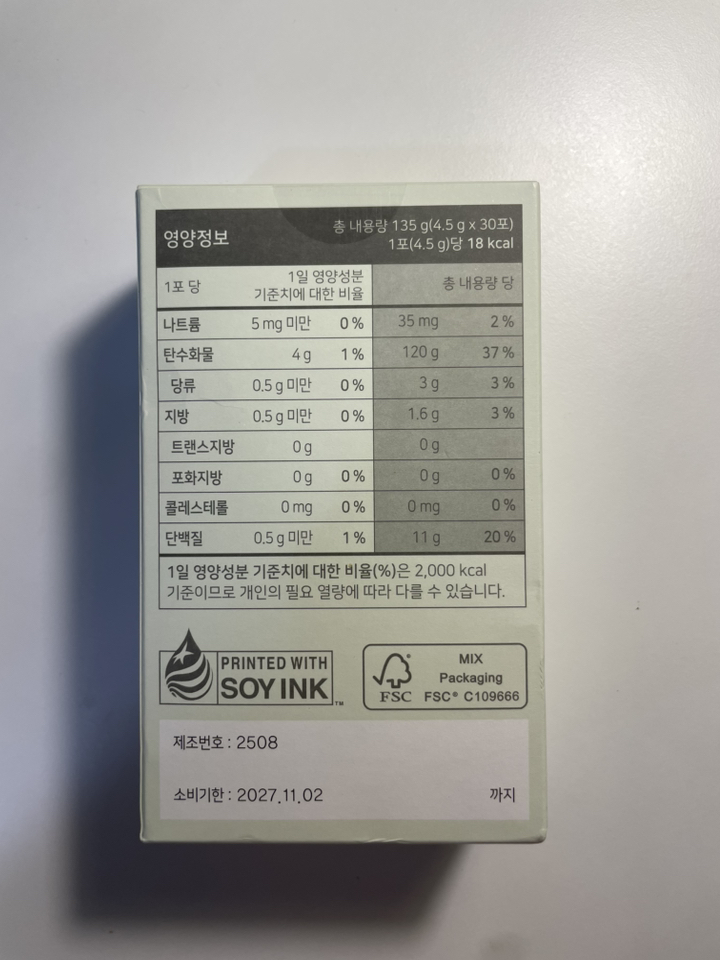 영양정보
총 내용량 135 g(4.5 g x 30포)
1포(4.5 g)당 18 kcal
1포 당 1일 영양성분 기준치에 대한 비율 총 내용량 당
나트륨 5 mg 미만 0 % 35 mg 2 %
탄수화물 4 g 1 % 120 g 37 %
당류 0.5 g 미만 0 % 3 g 3 %
지방 0.5 g 미만 0 % 1.6 g 3 %
트랜스지방 0 g 0 g
포화지방 0 g 0 % 0 g 0 %
콜레스테롤 0 mg 0 % 0 mg 0 %
단백질 0.5 g 미만 1 % 11 g 20 %
1일 영양성분 기준치에 대한 비율(%)은 2,000 kcal
기준이므로 개인의 필요 열량에 따라 다를 수 있습니다.
PRINTED WITH
SOY INK™
FSC
MIX
Packaging
FSC® C109666
제조번호 : 2508
소비기한 : 2027.11.02 까지